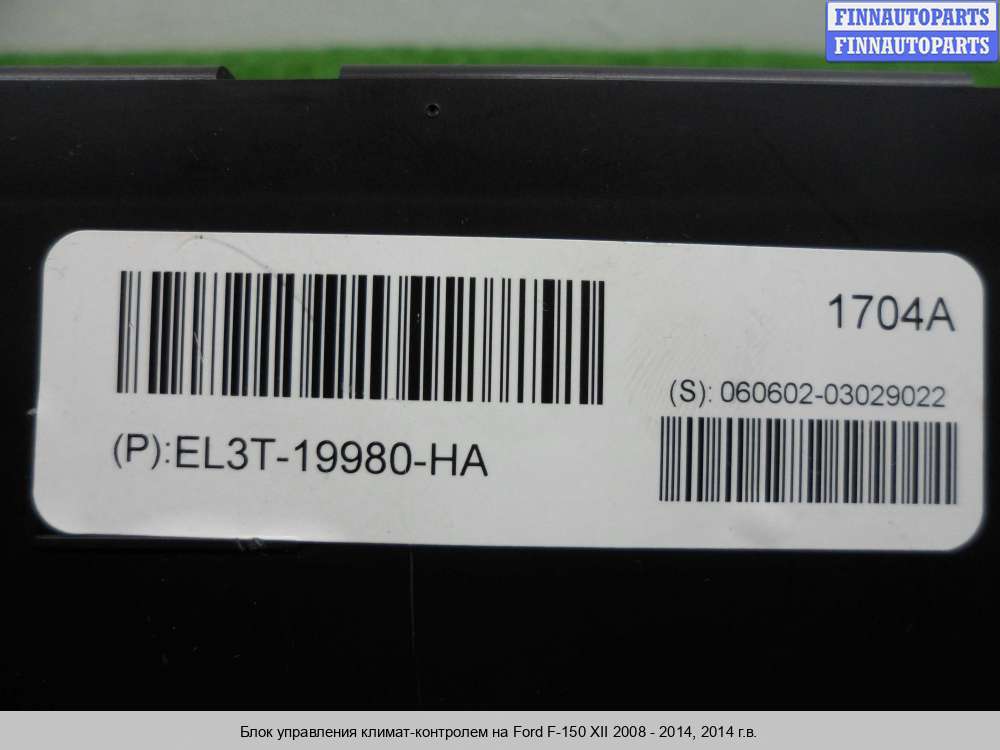 FINNAUTOPARTS
FINNAUTOPARTS
1704A
(S): 060602-03029022
(P):EL3T-19980-HA
Блок управления климат-контролем на Ford F-150 XII 2008 - 2014, 2014 г.в.